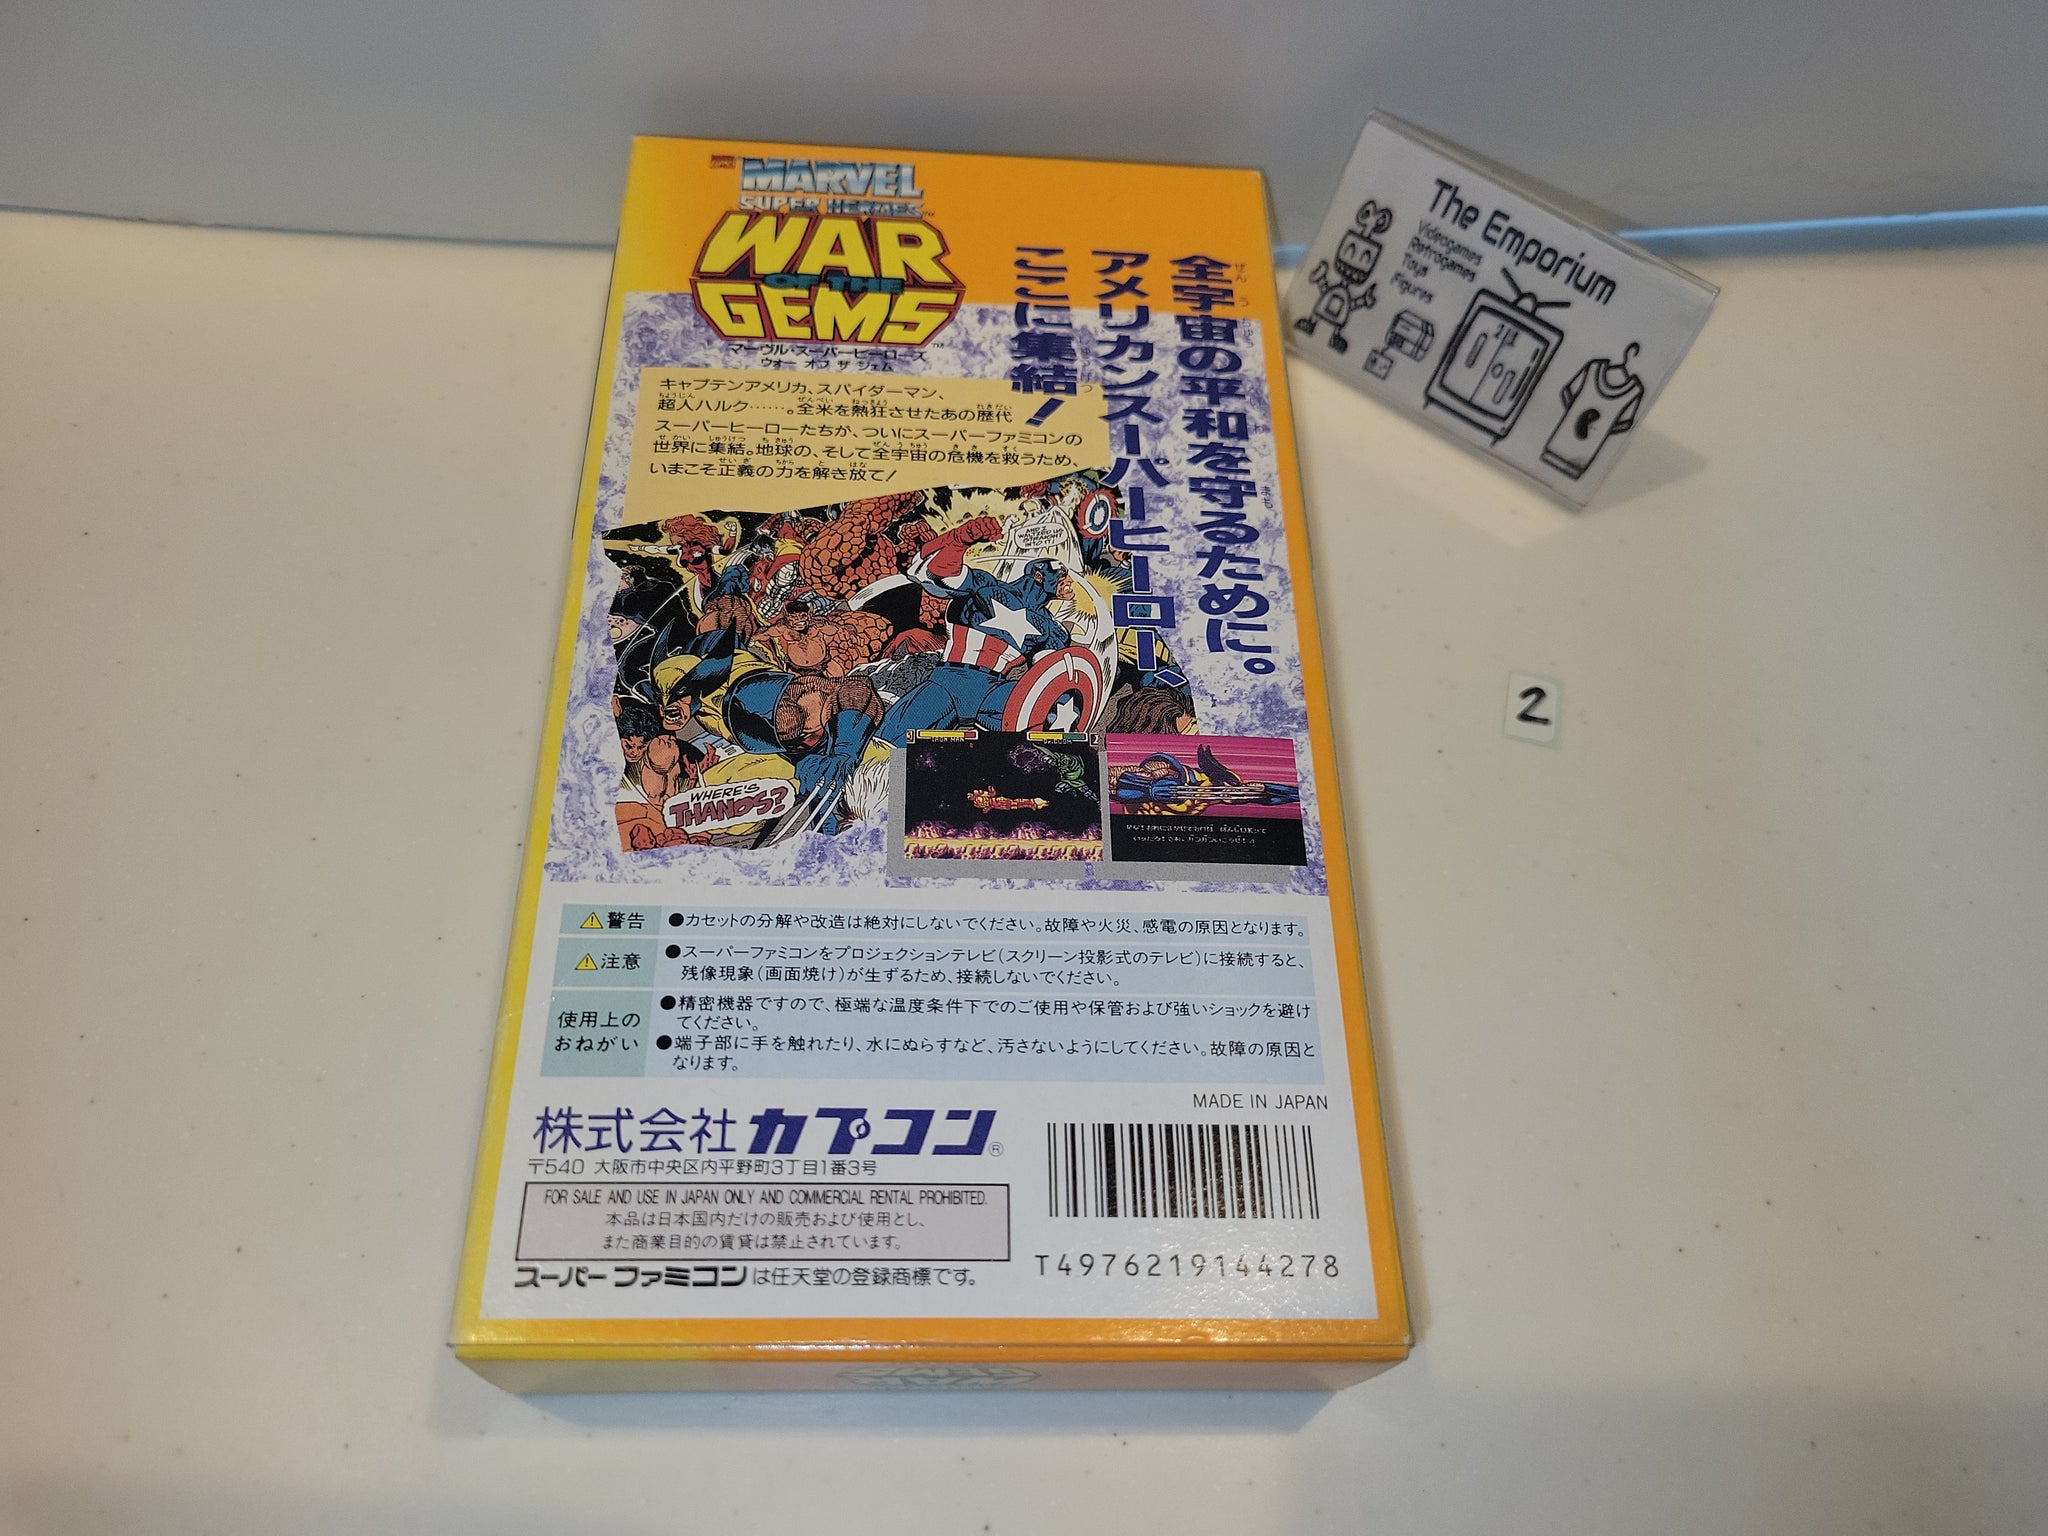 MARVEL
SUPER HEROES
WAR
OF THE
GEMS™
マーヴル・スーパーヒーローズ
ウォー オブ ザ ジェム
全宇宙の平和を守るために。
アメリカンスーパーヒーロー、
ここに集結!
キャプテンアメリカ、スパイダーマン、
超人ハルク……。全米を熱狂させたあの歴代
スーパーヒーローたちが、ついにスーパーファミコンの
世界に集結。地球の、そして全宇宙の危機を救うため、
いまこそ正義の力を解き放て!
AND I
WALTZED US
STRAIGHT
INTO IT!
WHERE'S
THANOS?
IRON MAN
DR.DOOM
⚠警告
●カセットの分解や改造は絶対にしないでください。故障や火災、感電の原因となります。
⚠注意
●スーパーファミコンをプロジェクションテレビ(スクリーン投影式のテレビ)に接続すると、
残像現象(画面焼け)が生ずるため、接続しないでください。
使用上の
おねがい
●精密機器ですので、極端な温度条件下でのご使用や保管および強いショックを避け
てください。
●端子部に手を触れたり、水にぬらすなど、汚さないようにしてください。故障の原因と
なります。
MADE IN JAPAN
株式会社カプコン®
〒540 大阪市中央区内平野町3丁目1番3号
FOR SALE AND USE IN JAPAN ONLY AND COMMERCIAL RENTAL PROHIBITED.
本品は日本国内だけの販売および使用とし、
また商業目的の賃貸は禁止されています。
スーパーファミコンは任天堂の登録商標です。
T4976219144278
The Emporium
Videogames
Retrogames
Toys
Figures
2